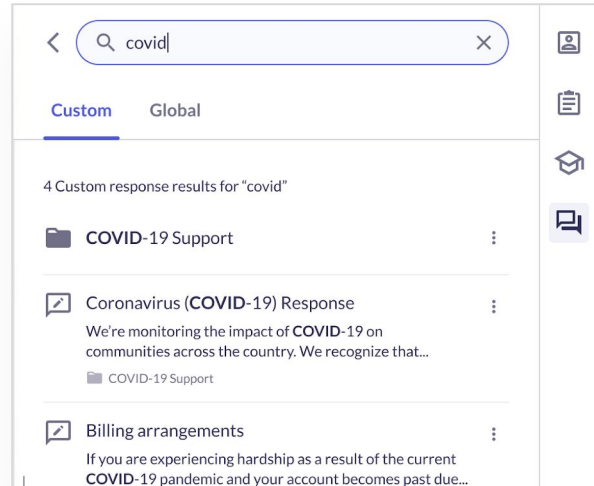 covid
Custom Global
4 Custom response results for “covid”
COVID-19 Support
Coronavirus (COVID-19) Response
We’re monitoring the impact of COVID-19 on
communities across the country. We recognize that...
COVID-19 Support
Billing arrangements
If you are experiencing hardship as a result of the current
COVID-19 pandemic and your account becomes past due...